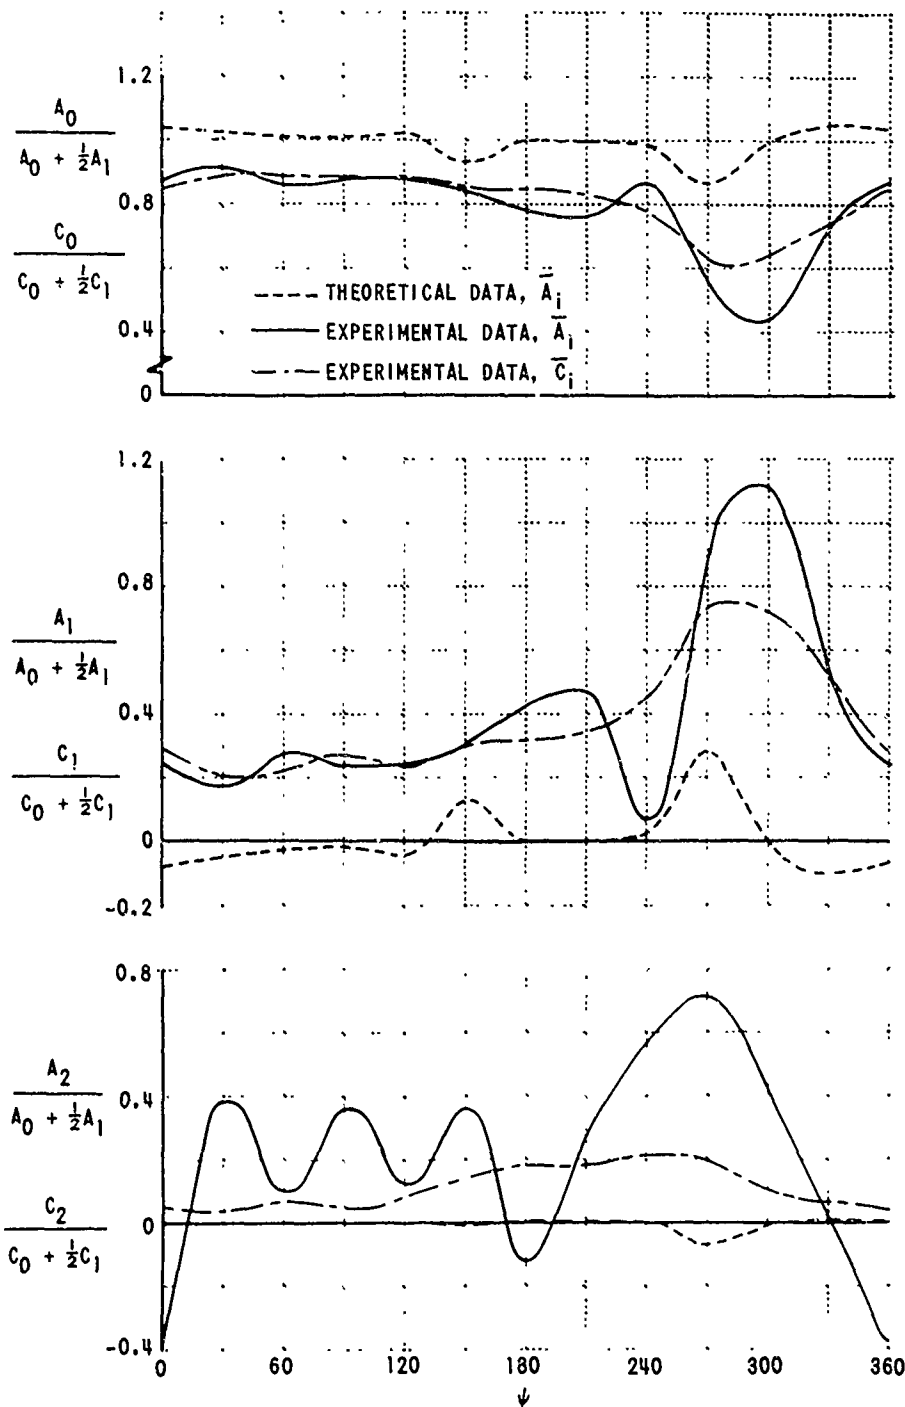 1.2
0.8
0.4
0
A0
A0 + ½A1
C0
C0 + ½C1
THEORETICAL DATA, A̅i
EXPERIMENTAL DATA, A̅i
EXPERIMENTAL DATA, C̅i
1.2
0.8
0.4
0
-0.2
A1
A0 + ½A1
C1
C0 + ½C1
0.8
0.4
0
-0.4
A2
A0 + ½A1
C2
C0 + ½C1
0 60 120 180 240 300 360
ψ